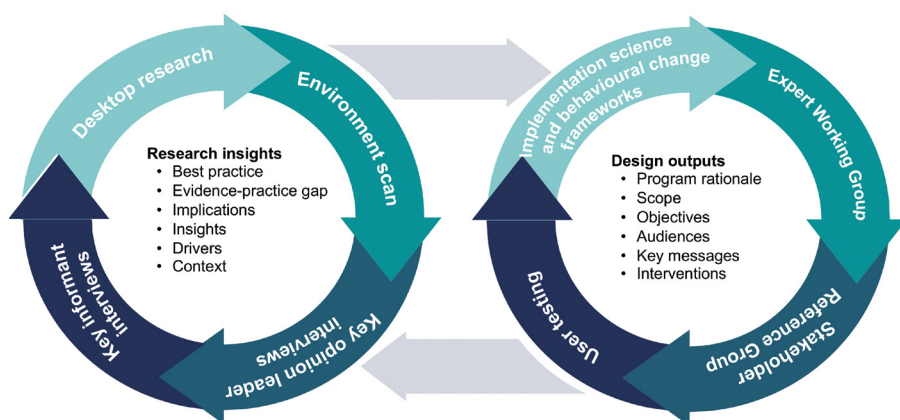 Desktop research
Environment scan
Key opinion leader
interviews
Key informant
interviews
Research insights
• Best practice
• Evidence-practice gap
• Implications
• Insights
• Drivers
• Context
Implementation science
and behavioural change
frameworks
Expert Working Group
Stakeholder
Reference Group
User testing
Design outputs
• Program rationale
• Scope
• Objectives
• Audiences
• Key messages
• Interventions